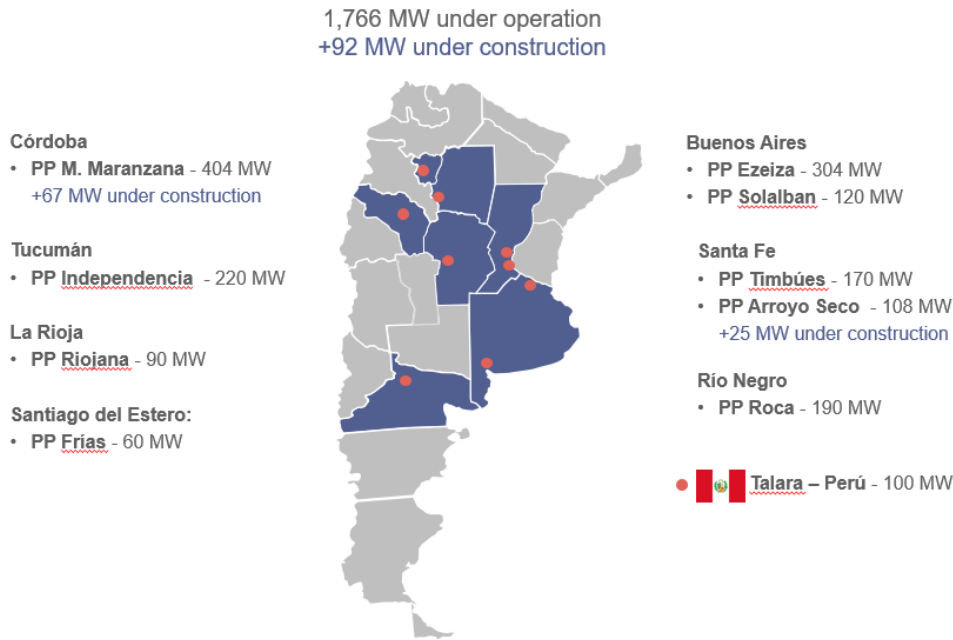 1,766 MW under operation
+92 MW under construction
Córdoba
• PP M. Maranzana - 404 MW
+67 MW under construction
Tucumán
• PP Independencia - 220 MW
La Rioja
• PP Riojana - 90 MW
Santiago del Estero:
• PP Frías - 60 MW
Buenos Aires
• PP Ezeiza - 304 MW
• PP Solalban - 120 MW
Santa Fe
• PP Timbúes - 170 MW
• PP Arroyo Seco - 108 MW
+25 MW under construction
Río Negro
• PP Roca - 190 MW
Talara – Perú - 100 MW